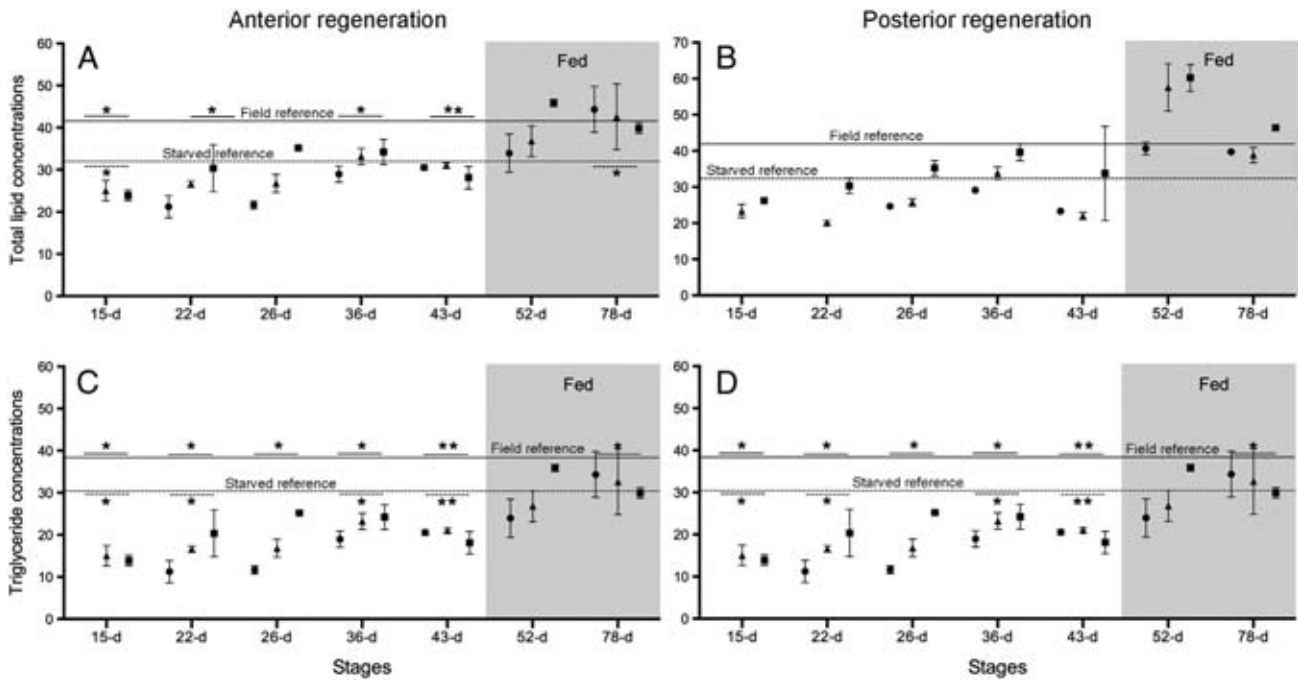 Anterior regeneration
Posterior regeneration
A
Fed
Total lipid concentrations
60
50
40
30
20
10
0
★ ★ ★ ★★
Field reference
Starved reference
★ ★
15-d 22-d 26-d 36-d 43-d 52-d 78-d
B
Fed
70
60
50
40
30
20
10
0
Field reference
Starved reference
15-d 22-d 26-d 36-d 43-d 52-d 78-d
C
Fed
Triglyceride concentrations
60
50
40
30
20
10
0
★ ★ ★ ★ ★★ ★
Field reference
Starved reference
★ ★ ★ ★★
15-d 22-d 26-d 36-d 43-d 52-d 78-d
Stages
D
Fed
60
50
40
30
20
10
0
★ ★ ★ ★ ★★ ★
Field reference
Starved reference
★ ★ ★ ★★
15-d 22-d 26-d 36-d 43-d 52-d 78-d
Stages